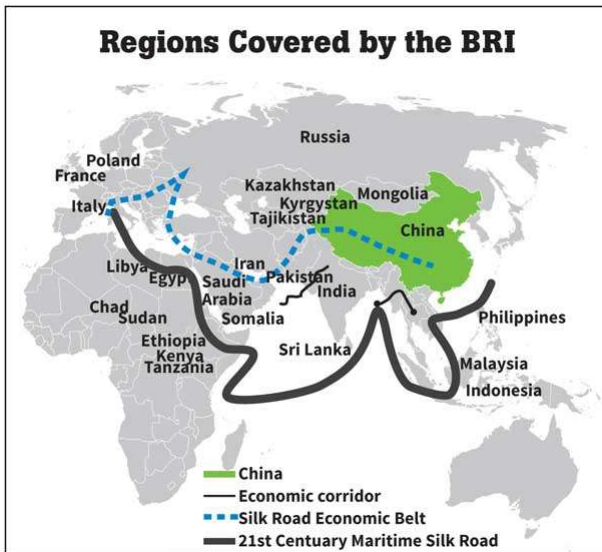 Regions Covered by the BRI
Russia
Poland
France
Kazakhstan
Mongolia
Kyrgystan
Italy
Tajikistan
China
Iran
Libya
Egypt
Pakistan
Saudi
Arabia
India
Chad
Sudan
Somalia
Philippines
Ethiopia
Kenya
Tanzania
Sri Lanka
Malaysia
Indonesia
China
Economic corridor
Silk Road Economic Belt
21st Centuary Maritime Silk Road